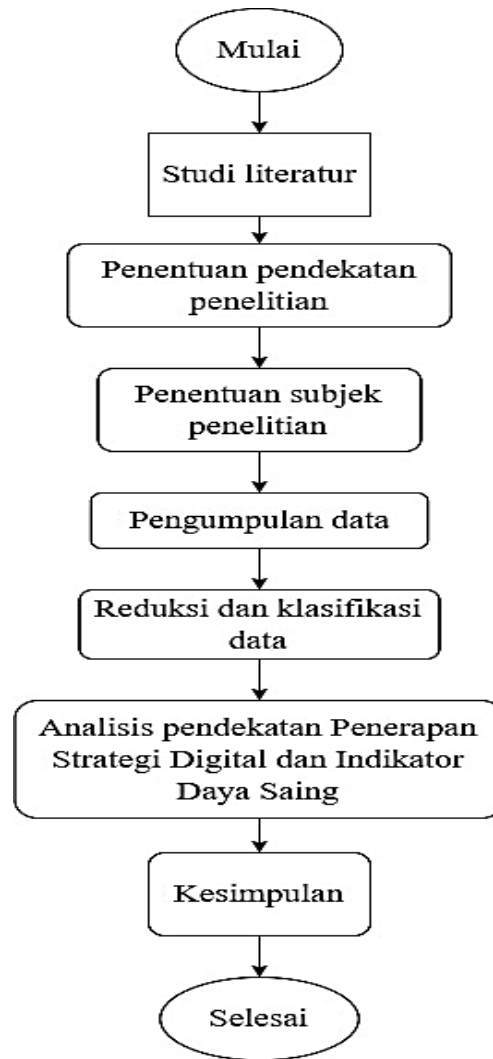 Mulai
Studi literatur
Penentuan pendekatan
penelitian
Penentuan subjek
penelitian
Pengumpulan data
Reduksi dan klasifikasi
data
Analisis pendekatan Penerapan
Strategi Digital dan Indikator
Daya Saing
Kesimpulan
Selesai